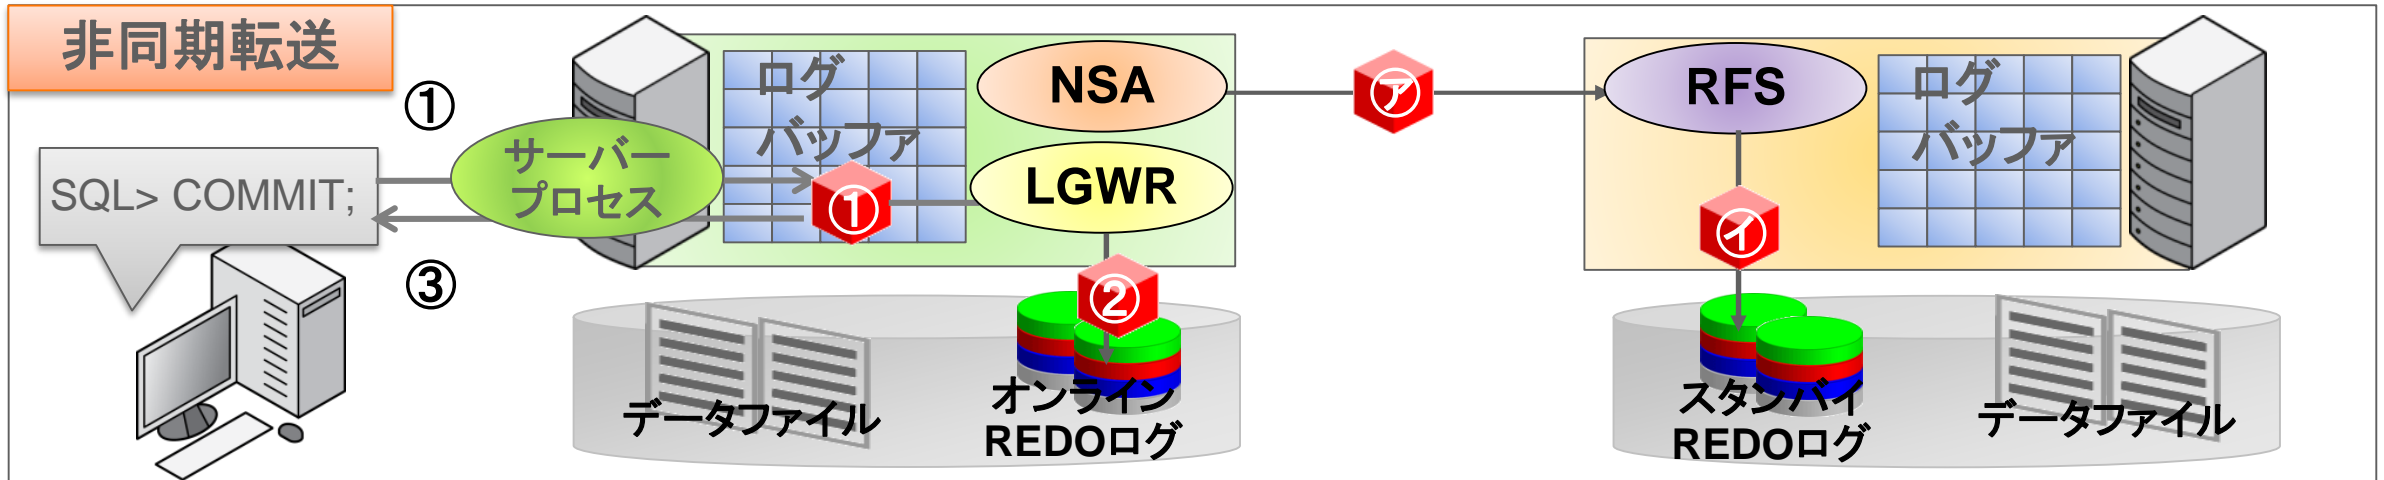 非同期転送
①
SQL> COMMIT;
サーバー
プロセス
③
ログ
バッファ
①
NSA
LGWR
②
データファイル
オンライン
REDOログ
㋐
RFS
㋑
ログ
バッファ
スタンバイ
REDOログ
データファイル